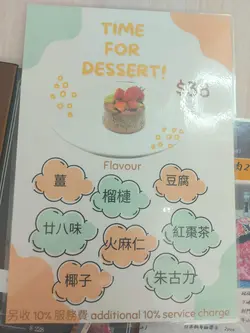 TIME
FOR
DESSERT!
$38
Flavour
薑
榴槤
豆腐
廿八味
火麻仁
紅棗茶
椰子
朱古力
另收 10% 服務費 additional 10% service charge